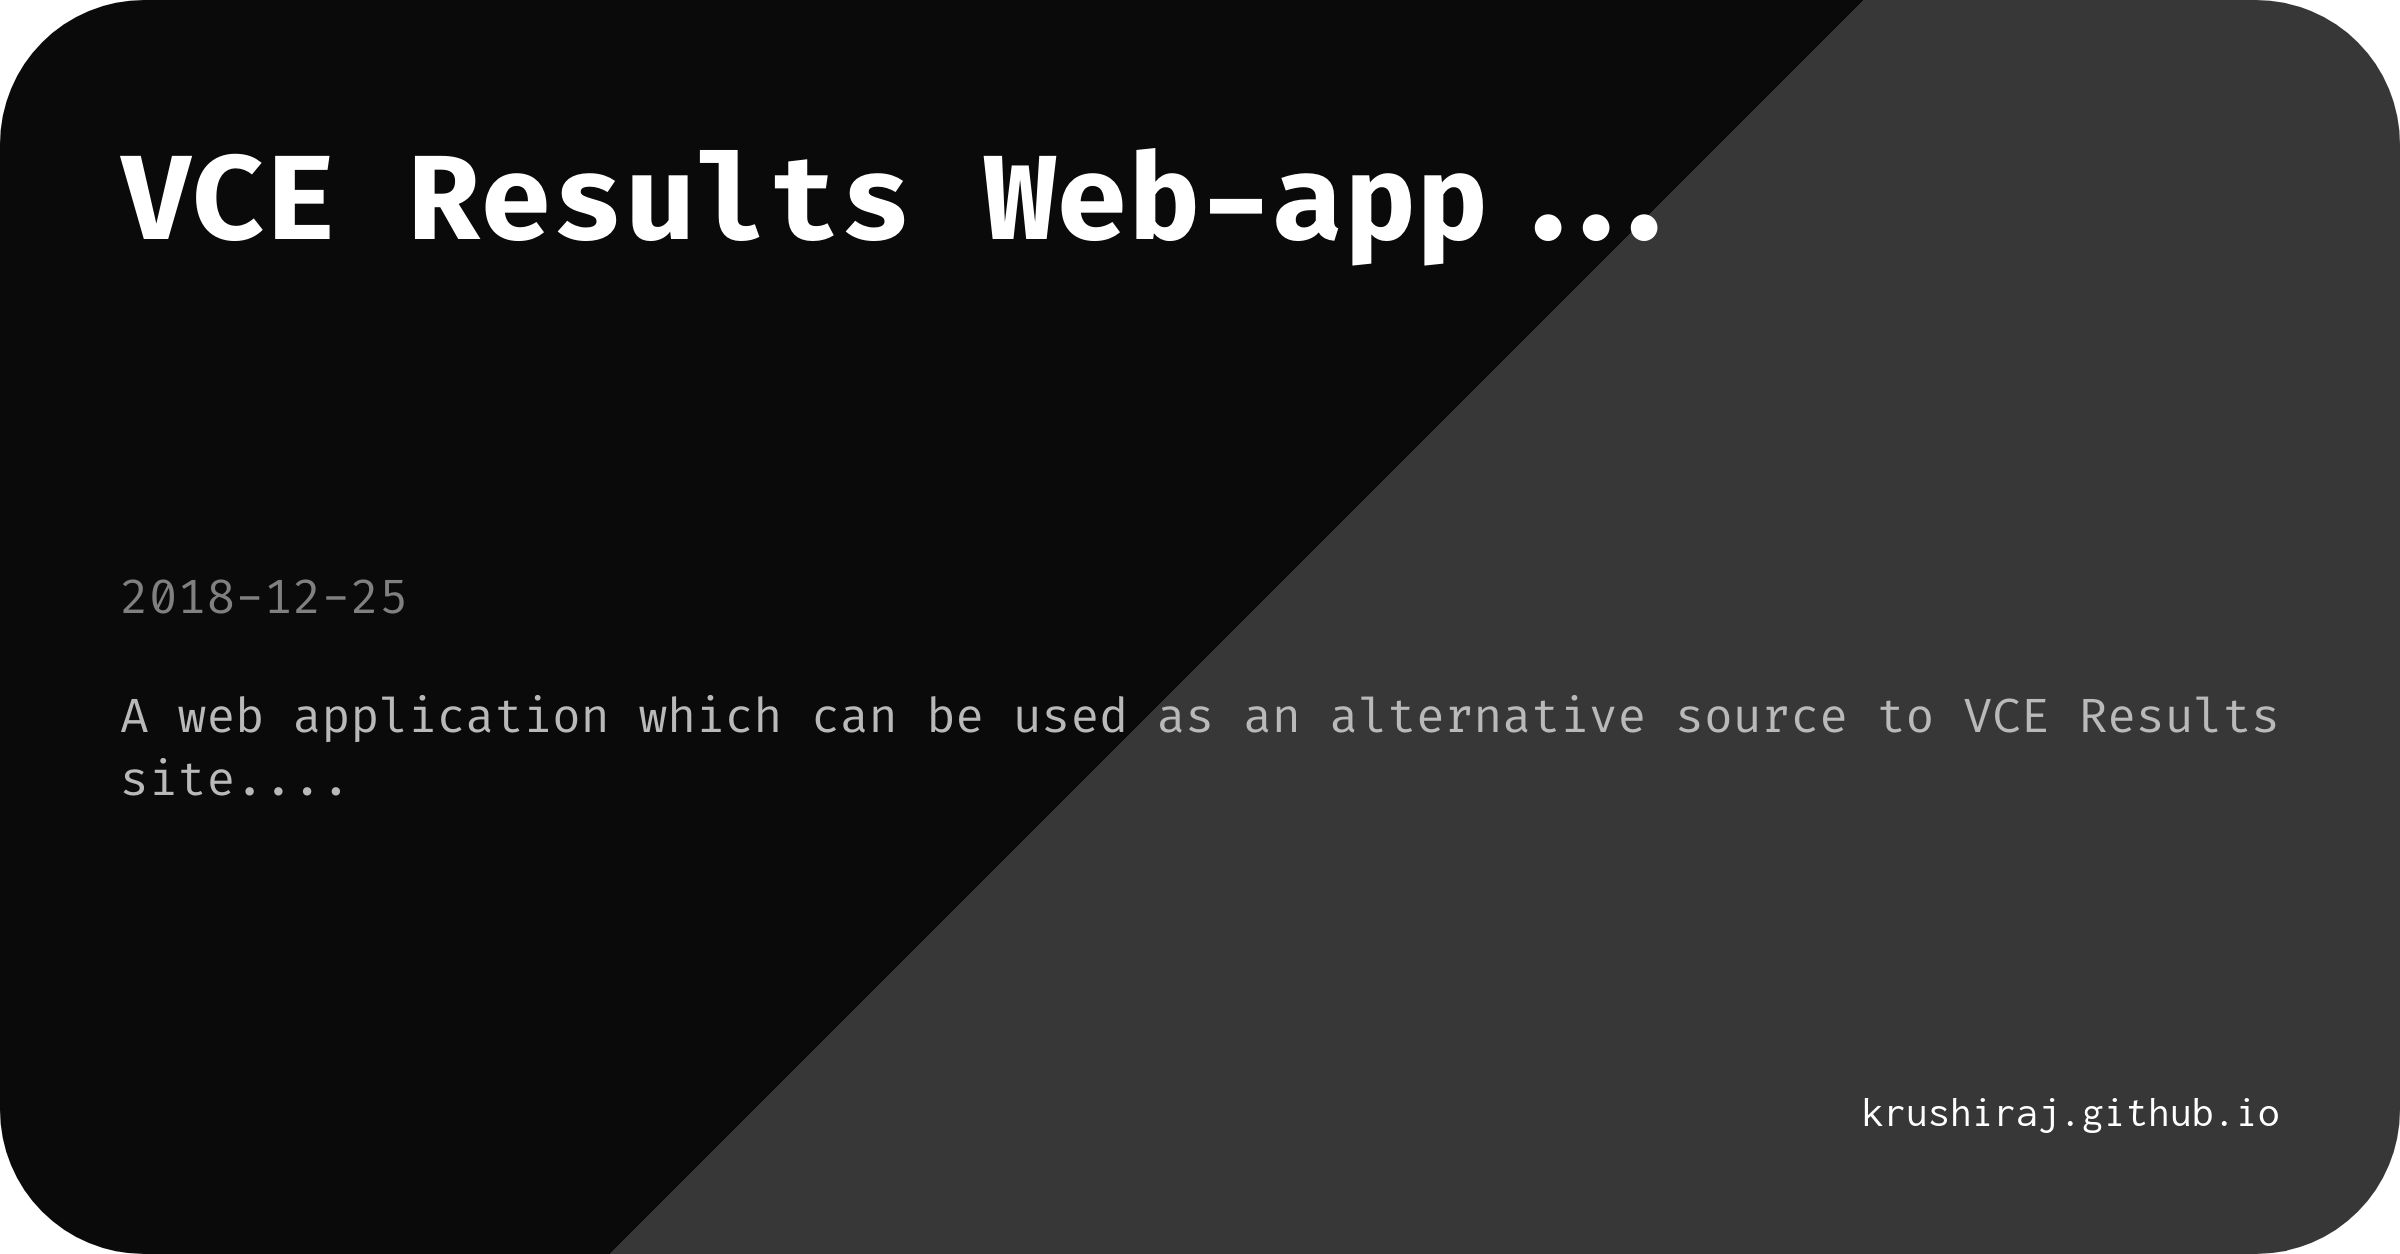 VCE Results Web-app...
2018-12-25
A web application which can be used as an alternative source to VCE Results
site....
krushiraj.github.io